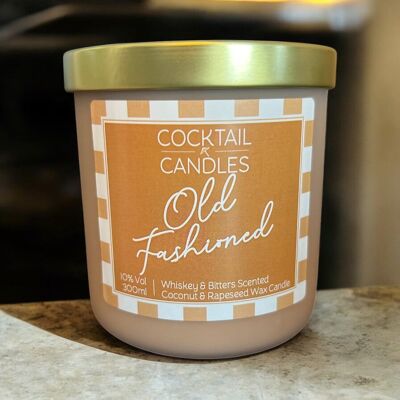 COCKTAIL
CANDLES
Old
Fashioned
10% Vol
300ml
Whiskey & Bitters Scented
Coconut & Rapeseed Wax Candle